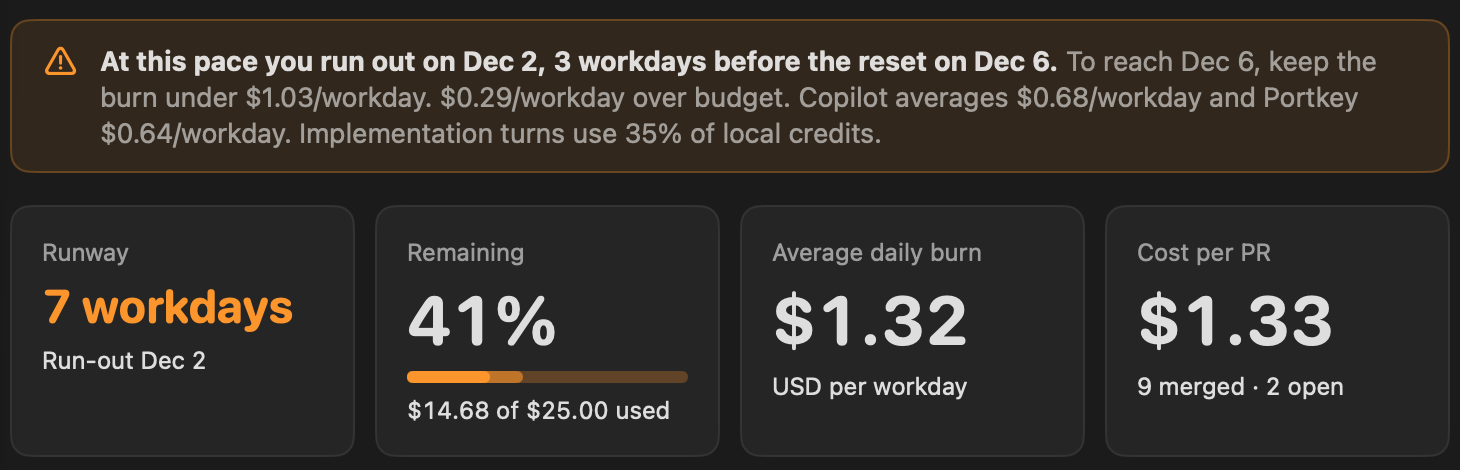 At this pace you run out on Dec 2, 3 workdays before the reset on Dec 6. To reach Dec 6, keep the
burn under $1.03/workday. $0.29/workday over budget. Copilot averages $0.68/workday and Portkey
$0.64/workday. Implementation turns use 35% of local credits.
Runway
7 workdays
Run-out Dec 2
Remaining
41%
$14.68 of $25.00 used
Average daily burn
$1.32
USD per workday
Cost per PR
$1.33
9 merged · 2 open